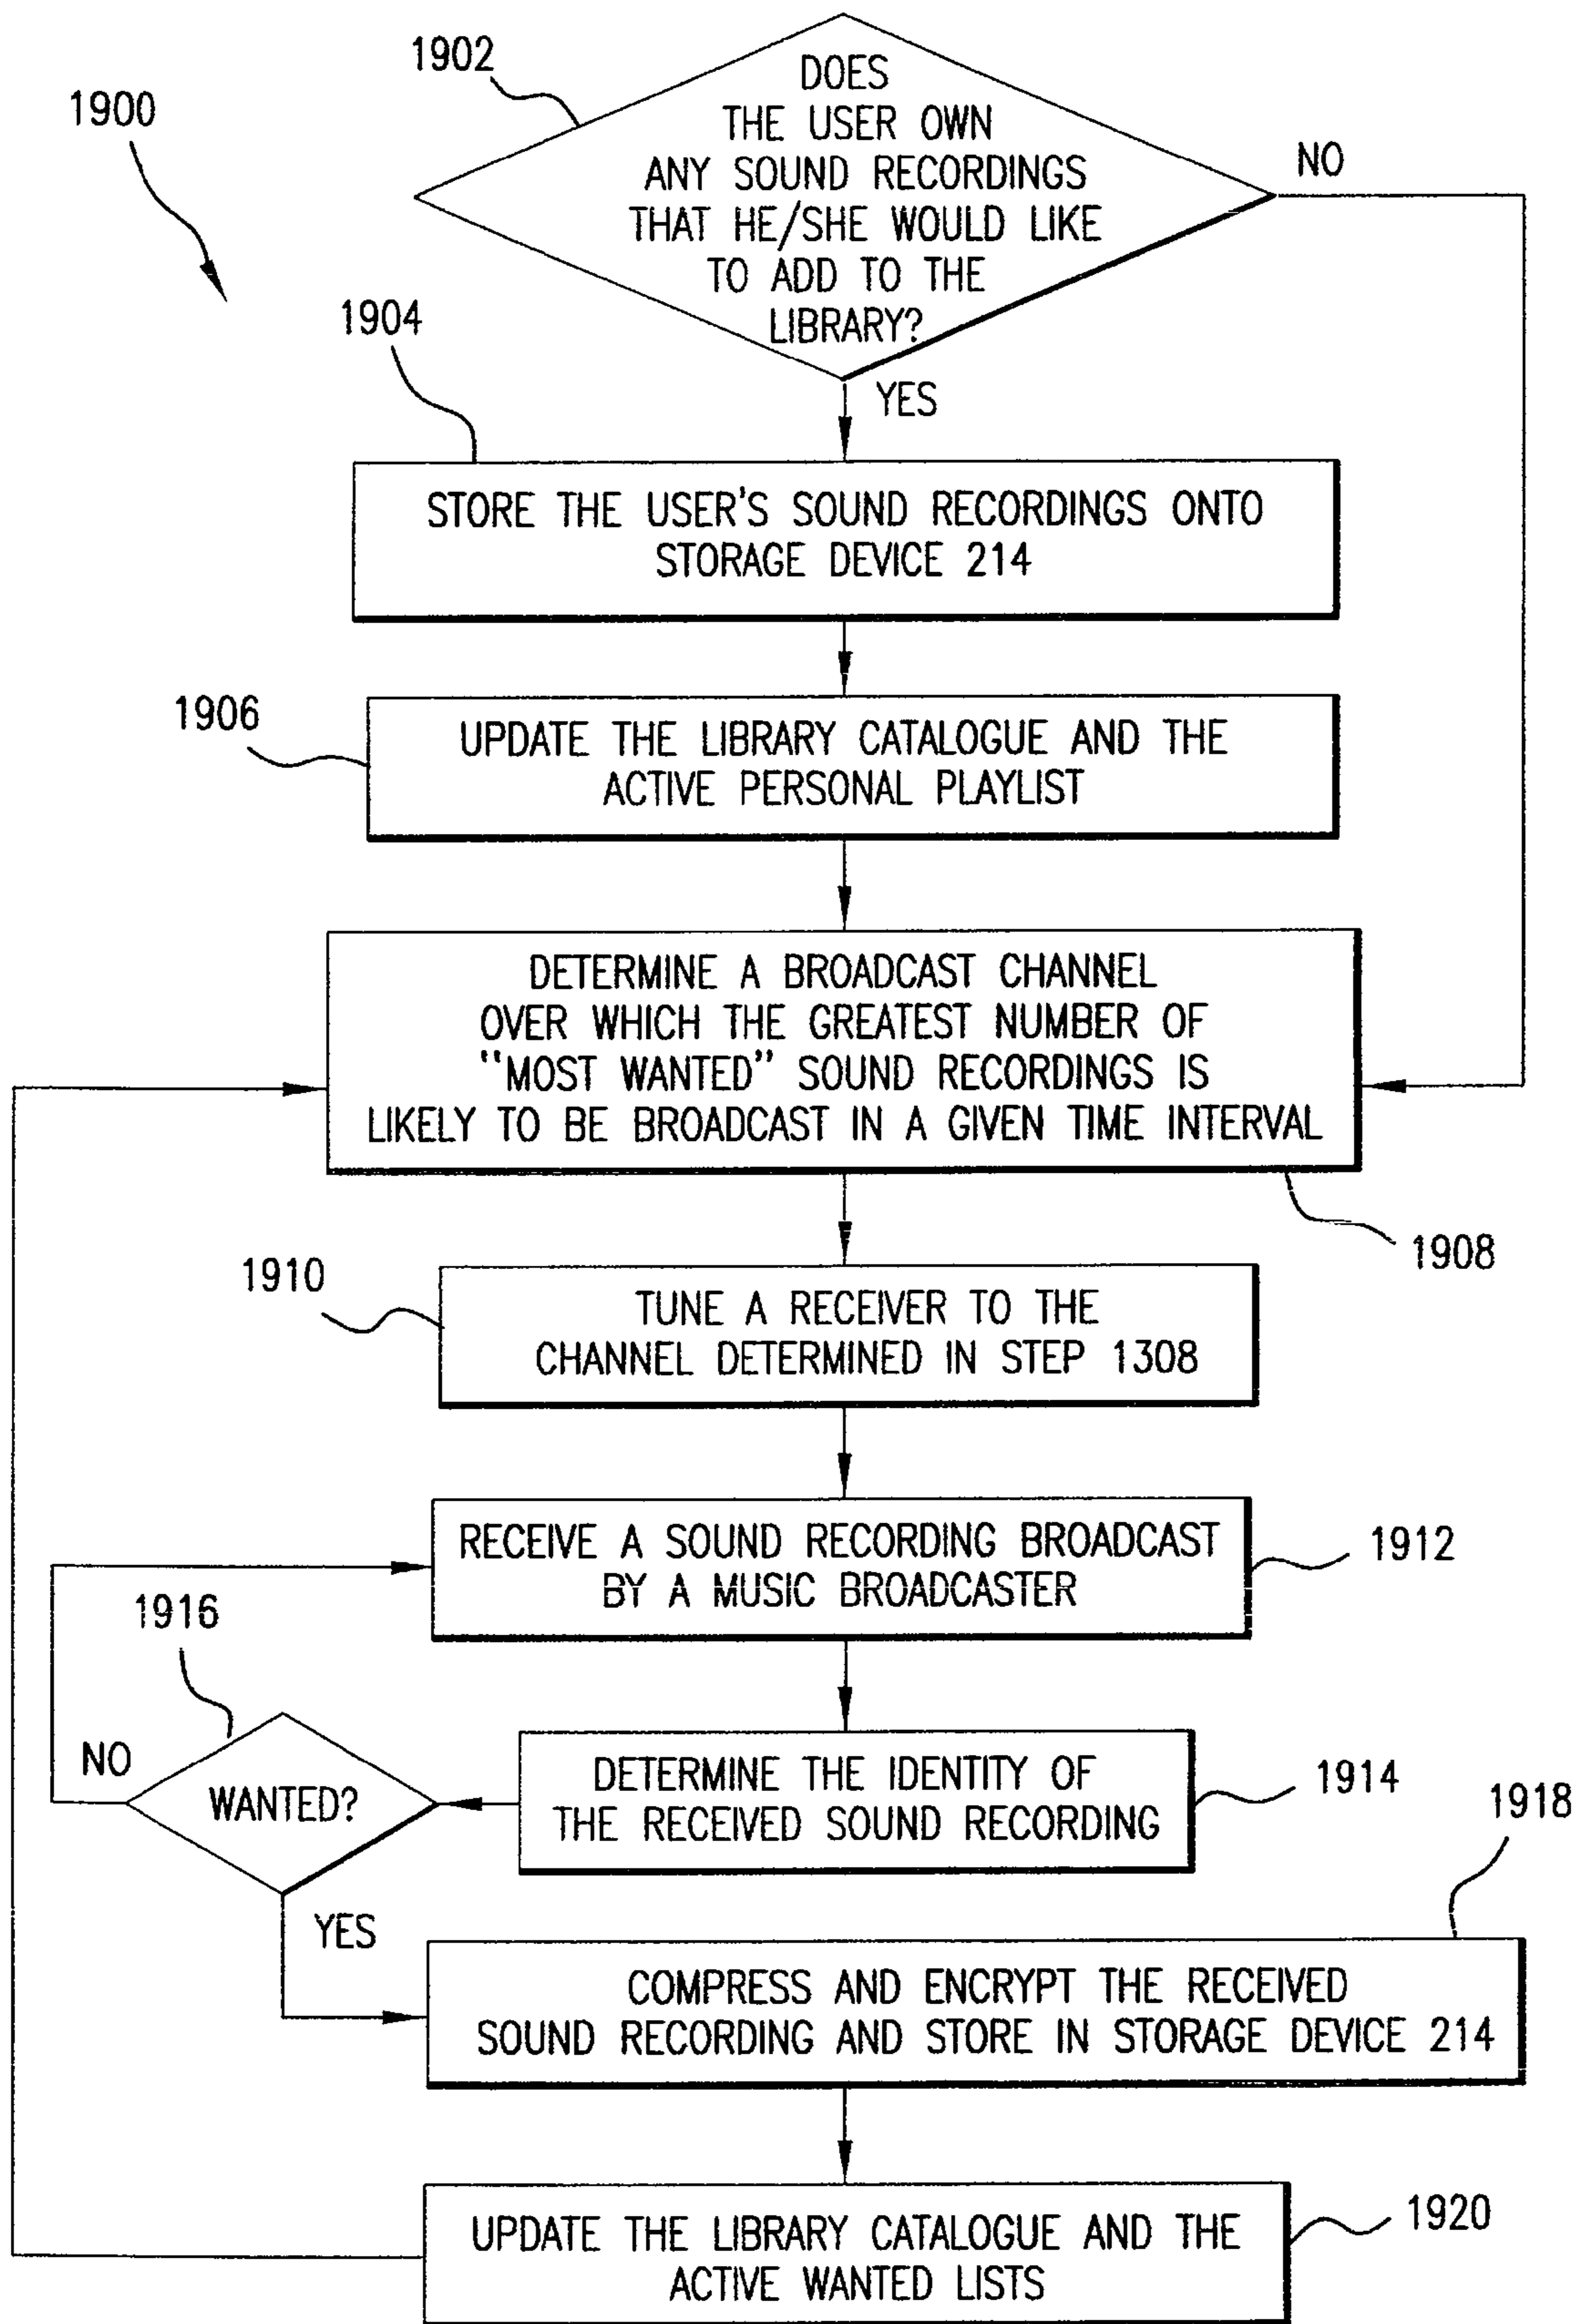 1900
1902
DOES
THE USER OWN
ANY SOUND RECORDINGS
THAT HE/SHE WOULD LIKE
TO ADD TO THE
LIBRARY?
NO
YES
1904
STORE THE USER'S SOUND RECORDINGS ONTO
STORAGE DEVICE 214
1906
UPDATE THE LIBRARY CATALOGUE AND THE
ACTIVE PERSONAL PLAYLIST
DETERMINE A BROADCAST CHANNEL
OVER WHICH THE GREATEST NUMBER OF
"MOST WANTED" SOUND RECORDINGS IS
LIKELY TO BE BROADCAST IN A GIVEN TIME INTERVAL
1908
1910
TUNE A RECEIVER TO THE
CHANNEL DETERMINED IN STEP 1308
RECEIVE A SOUND RECORDING BROADCAST
BY A MUSIC BROADCASTER
1912
DETERMINE THE IDENTITY OF
THE RECEIVED SOUND RECORDING
1914
1916
WANTED?
NO
YES
1918
COMPRESS AND ENCRYPT THE RECEIVED
SOUND RECORDING AND STORE IN STORAGE DEVICE 214
UPDATE THE LIBRARY CATALOGUE AND THE
ACTIVE WANTED LISTS
1920